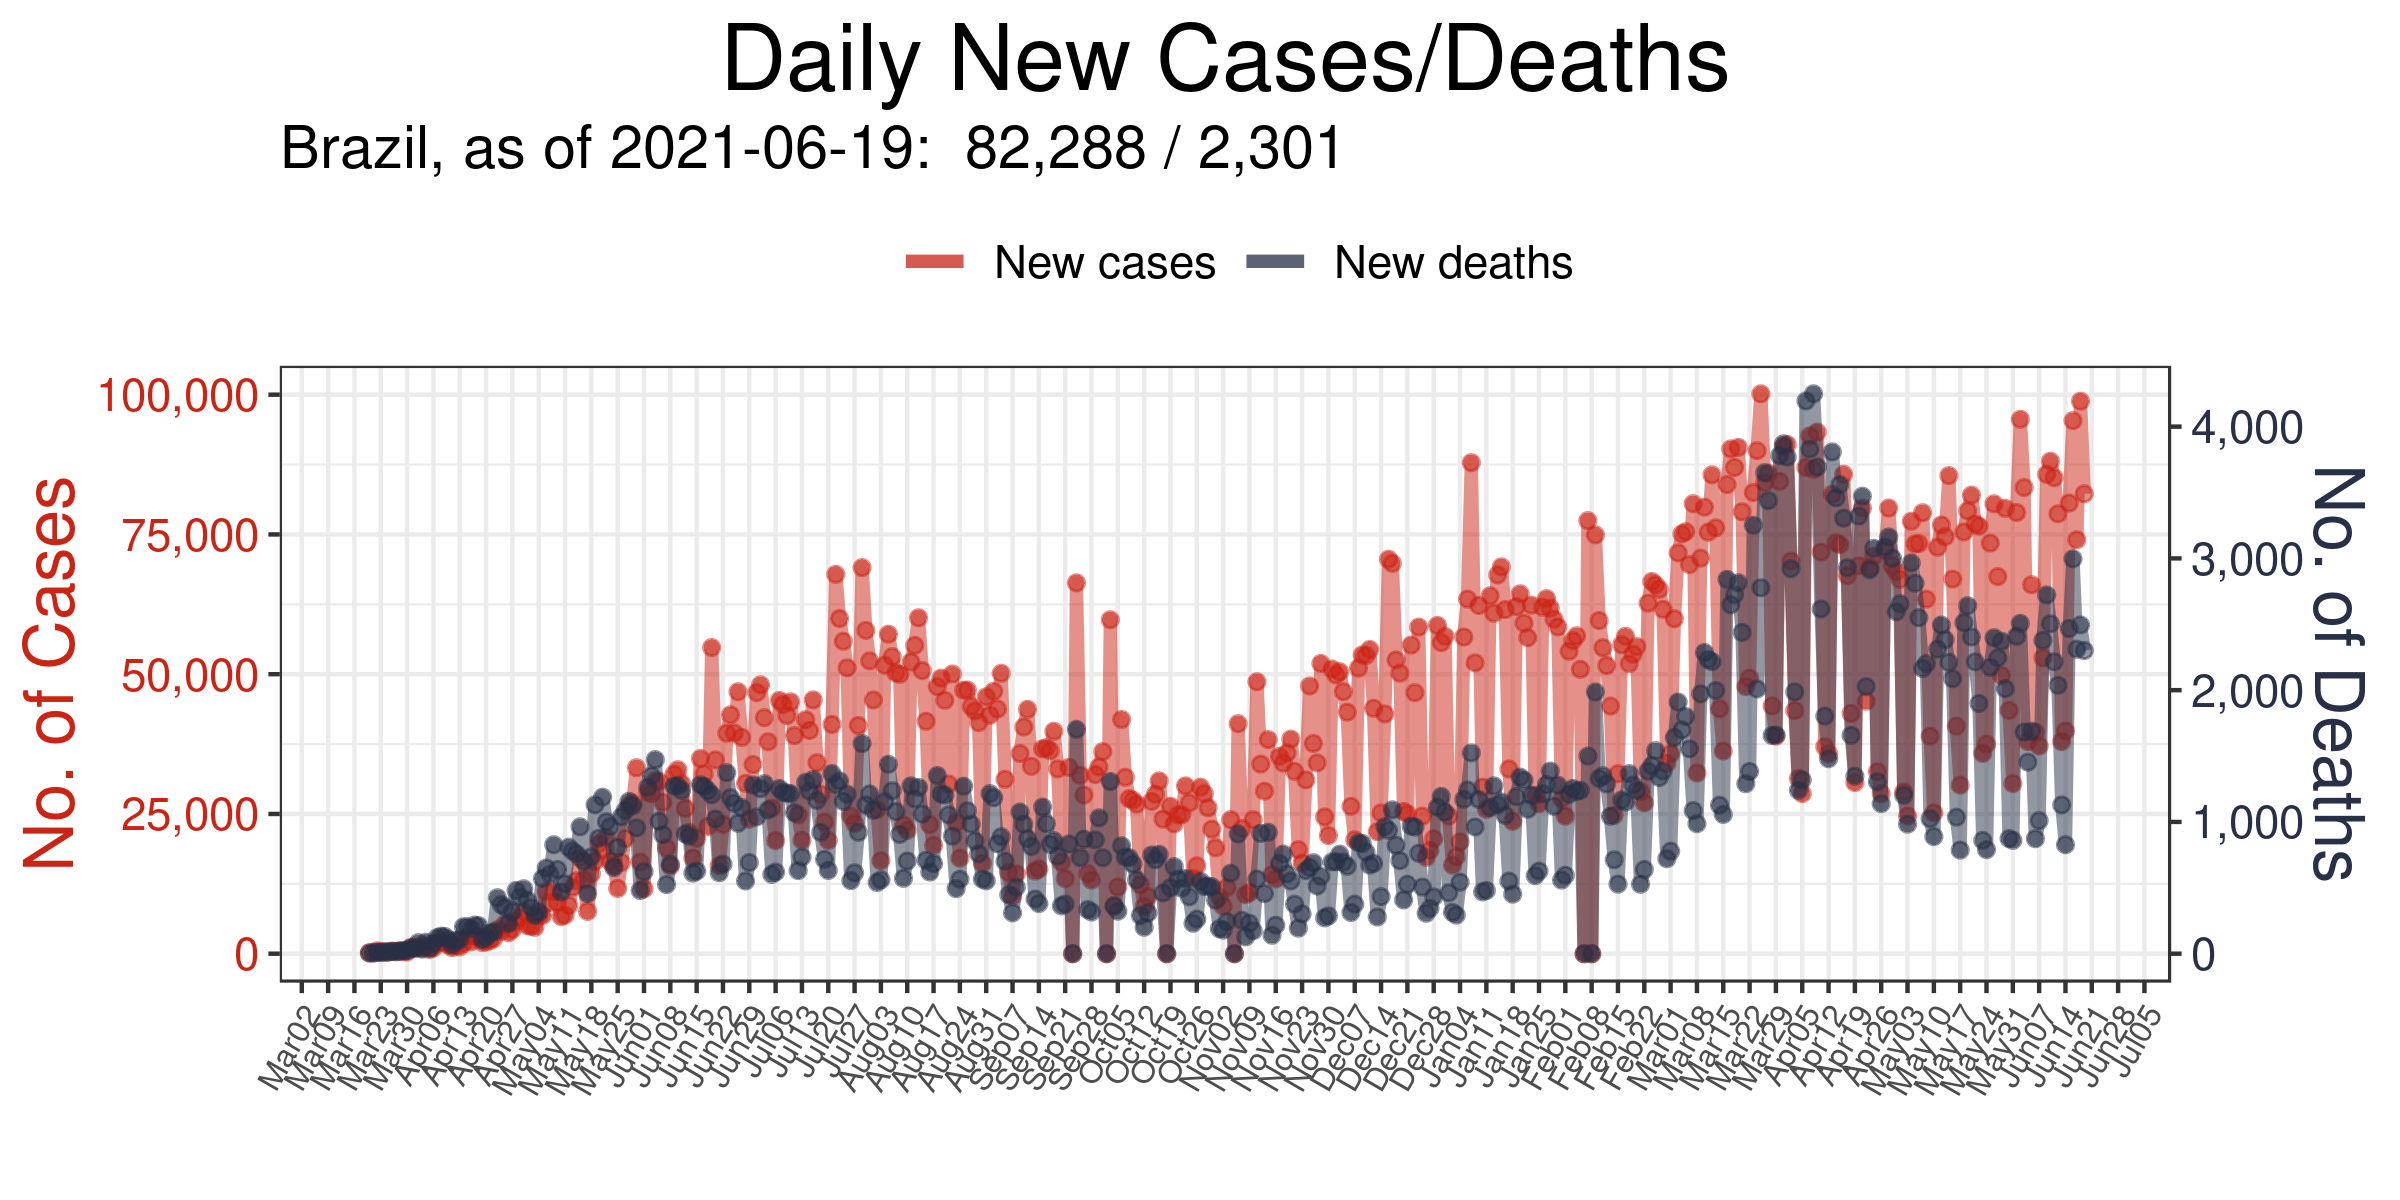 Daily New Cases/Deaths
Brazil, as of 2021-06-19:  82,288 / 2,301
New cases
New deaths
No. of Cases
100,000
75,000
50,000
25,000
0
4,000
3,000
2,000
1,000
0
No. of Deaths
Mar02
Mar09
Mar16
Mar23
Mar30
Apr06
Apr13
Apr20
Apr27
May04
May11
May18
May25
Jun01
Jun08
Jun15
Jun22
Jun29
Jul06
Jul13
Jul20
Jul27
Aug03
Aug10
Aug17
Aug24
Aug31
Sep07
Sep14
Sep21
Sep28
Oct05
Oct12
Oct19
Oct26
Nov02
Nov09
Nov16
Nov23
Nov30
Dec07
Dec14
Dec21
Dec28
Jan04
Jan11
Jan18
Jan25
Feb01
Feb08
Feb15
Feb22
Mar01
Mar08
Mar15
Mar22
Mar29
Apr05
Apr12
Apr19
Apr26
May03
May10
May17
May24
May31
Jun07
Jun14
Jun21
Jun28
Jul05